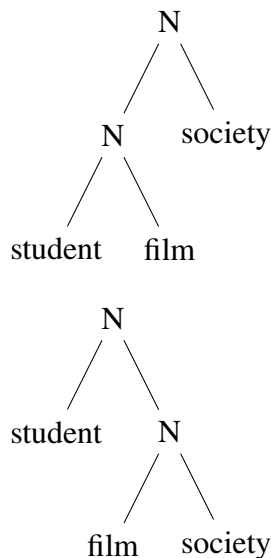 N
N society
student film
N
student N
film society